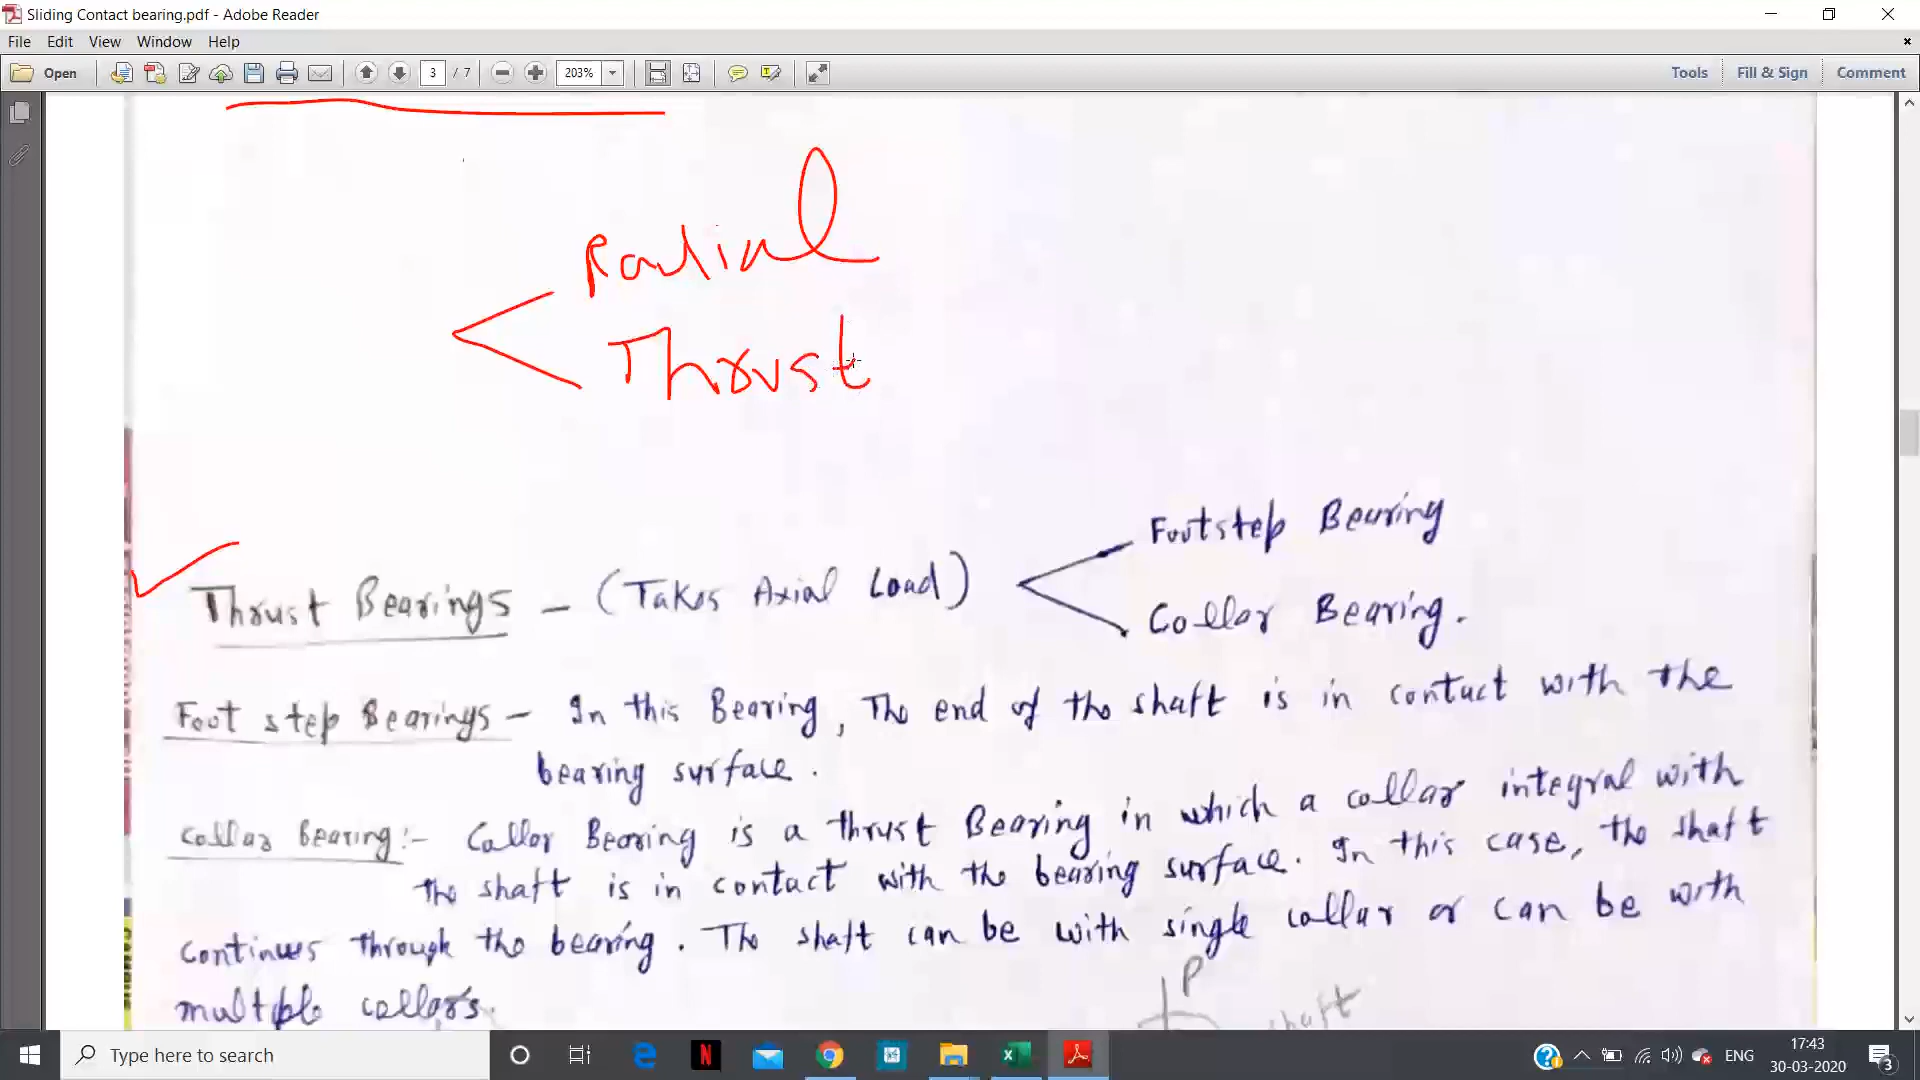 Sliding Contact bearing.pdf - Adobe Reader
File Edit View Window Help
Open 3 / 7 203% Tools Fill & Sign Comment
Radial
Thrust
Footstep Bearing
Thrust Bearings - (Takes Axial Load)
Collar Bearing.
Foot step Bearings - In this Bearing, The end of the shaft is in contact with the
bearing surface.
Collar bearing:- Collar Bearing is a thrust Bearing in which a collar integral with
the shaft is in contact with the bearing surface. In this case, the shaft
continues through the bearing. The shaft can be with single collar or can be with
multiple collars.
P
shaft
Type here to search
ENG
17:43
30-03-2020
3